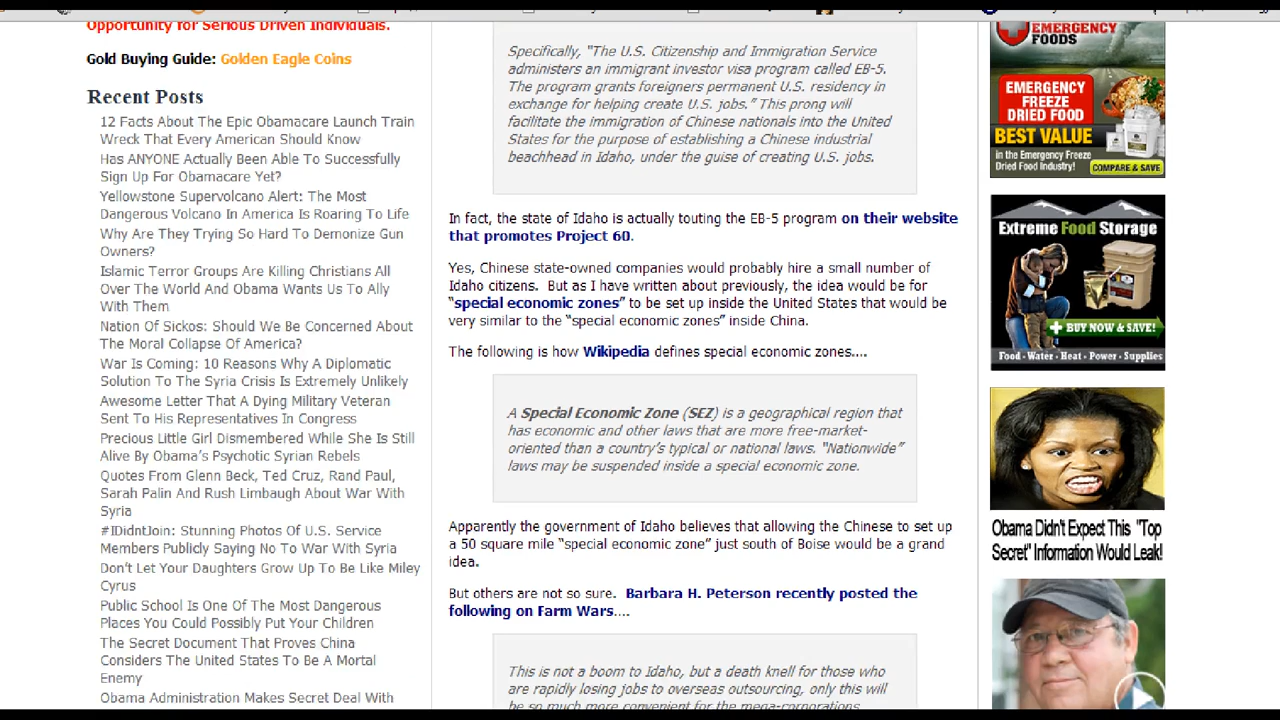 Opportunity for Serious Driven Individuals.
Gold Buying Guide: Golden Eagle Coins
Recent Posts
12 Facts About The Epic Obamacare Launch Train
Wreck That Every American Should Know
Has ANYONE Actually Been Able To Successfully
Sign Up For Obamacare Yet?
Yellowstone Supervolcano Alert: The Most
Dangerous Volcano In America Is Roaring To Life
Why Are They Trying So Hard To Demonize Gun
Owners?
Islamic Terror Groups Are Killing Christians All
Over The World And Obama Wants Us To Ally
With Them
Nation Of Sickos: Should We Be Concerned About
The Moral Collapse Of America?
War Is Coming: 10 Reasons Why A Diplomatic
Solution To The Syria Crisis Is Extremely Unlikely
Awesome Letter That A Dying Military Veteran
Sent To His Representatives In Congress
Precious Little Girl Dismembered While She Is Still
Alive By Obama's Psychotic Syrian Rebels
Quotes From Glenn Beck, Ted Cruz, Rand Paul,
Sarah Palin And Rush Limbaugh About War With
Syria
#IDidntJoin: Stunning Photos Of U.S. Service
Members Publicly Saying No To War With Syria
Don't Let Your Daughters Grow Up To Be Like Miley
Cyrus
Public School Is One Of The Most Dangerous
Places You Could Possibly Put Your Children
The Secret Document That Proves China
Considers The United States To Be A Mortal
Enemy
Obama Administration Makes Secret Deal With
Specifically, "The U.S. Citizenship and Immigration Service
administers an immigrant investor visa program called EB-5.
The program grants foreigners permanent U.S. residency in
exchange for helping create U.S. jobs." This prong will
facilitate the immigration of Chinese nationals into the United
States for the purpose of establishing a Chinese industrial
beachhead in Idaho, under the guise of creating U.S. jobs.
In fact, the state of Idaho is actually touting the EB-5 program on their website
that promotes Project 60.
Yes, Chinese state-owned companies would probably hire a small number of
Idaho citizens.  But as I have written about previously, the idea would be for
"special economic zones" to be set up inside the United States that would be
very similar to the "special economic zones" inside China.
The following is how Wikipedia defines special economic zones....
A Special Economic Zone (SEZ) is a geographical region that
has economic and other laws that are more free-market-
oriented than a country's typical or national laws. "Nationwide"
laws may be suspended inside a special economic zone.
Apparently the government of Idaho believes that allowing the Chinese to set up
a 50 square mile "special economic zone" just south of Boise would be a grand
idea.
But others are not so sure.  Barbara H. Peterson recently posted the
following on Farm Wars....
This is not a boom to Idaho, but a death knell for those who
are rapidly losing jobs to overseas outsourcing, only this will
be so much more convenient for the mega-corporations
EMERGENCY
FOODS
EMERGENCY
FREEZE
DRIED FOOD
BEST VALUE
in the Emergency Freeze
Dried Food Industry!
COMPARE & SAVE
Extreme Food Storage
BUY NOW & SAVE!
Food - Water - Heat - Power - Supplies
Obama Didn't Expect This "Top
Secret" Information Would Leak!